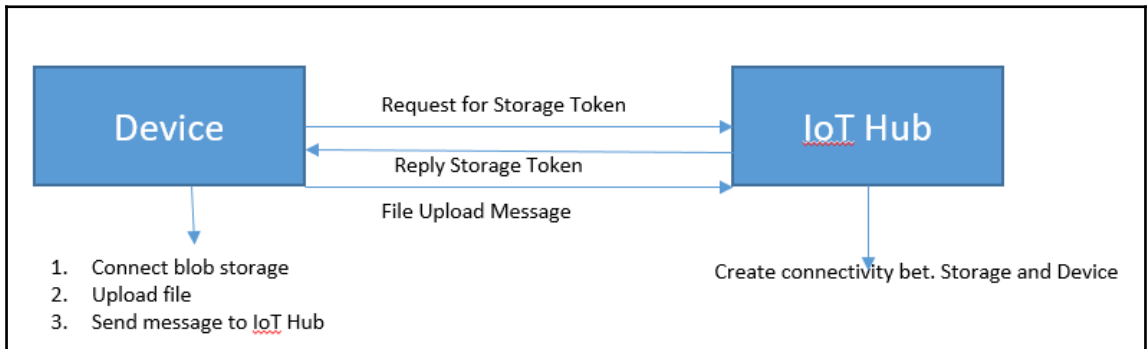 Device
Request for Storage Token
IoT Hub
Reply Storage Token
File Upload Message
1. Connect blob storage
2. Upload file
3. Send message to IoT Hub
Create connectivity bet. Storage and Device